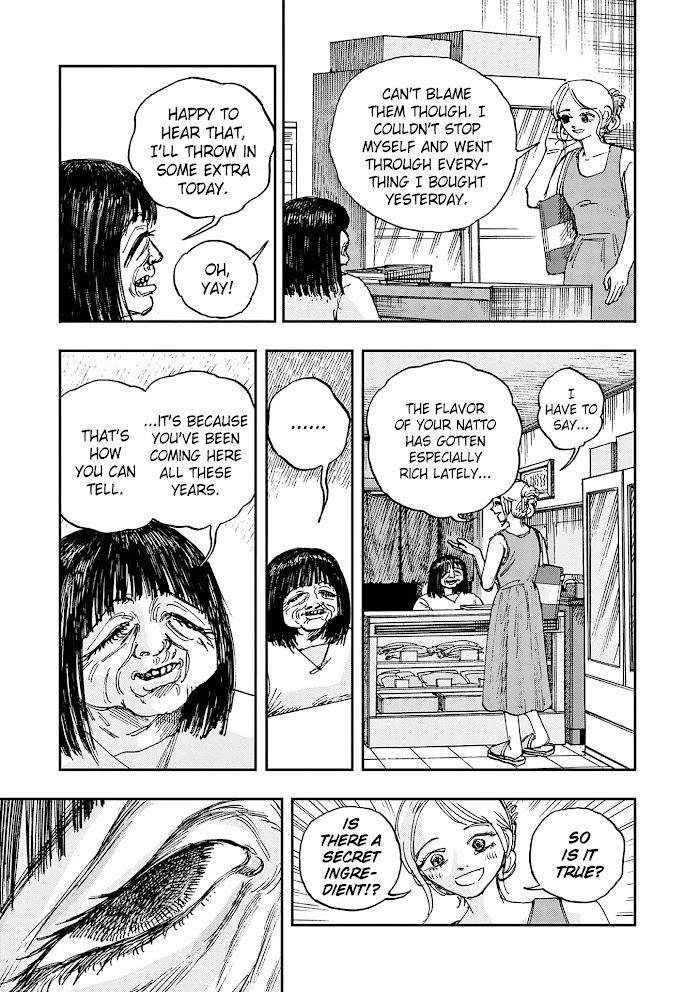 CAN'T BLAME
THEM THOUGH. I
COULDN'T STOP
MYSELF AND WENT
THROUGH EVERY-
THING I BOUGHT
YESTERDAY.
HAPPY TO
HEAR THAT,
I'LL THROW IN
SOME EXTRA
TODAY.
OH,
YAY!
I
HAVE TO
SAY...
THE FLAVOR
OF YOUR NATTO
HAS GOTTEN
ESPECIALLY
RICH LATELY...
......
...IT'S BECAUSE
YOU'VE BEEN
COMING HERE
ALL THESE
YEARS.
THAT'S
HOW
YOU CAN
TELL.
SO
IS IT
TRUE?
IS
THERE A
SECRET
INGRE-
DIENT!?